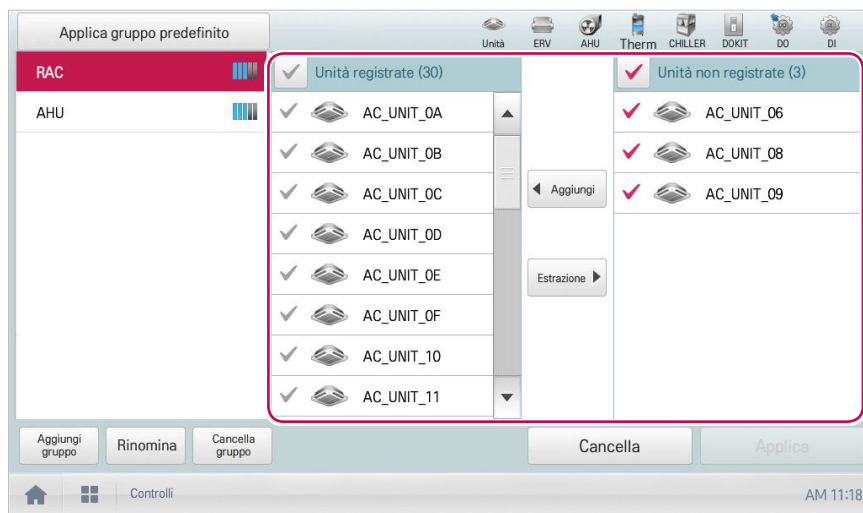 Applica gruppo predefinito
Unità
ERV
AHU
Therm
CHILLER
DOKIT
DO
DI
RAC
AHU
Unità registrate (30)
AC_UNIT_0A
AC_UNIT_0B
AC_UNIT_0C
AC_UNIT_0D
AC_UNIT_0E
AC_UNIT_0F
AC_UNIT_10
AC_UNIT_11
Aggiungi
Estrazione
Unità non registrate (3)
AC_UNIT_06
AC_UNIT_08
AC_UNIT_09
Aggiungi
gruppo
Rinomina
Cancella
gruppo
Cancella
Applica
Controlli
AM 11:18